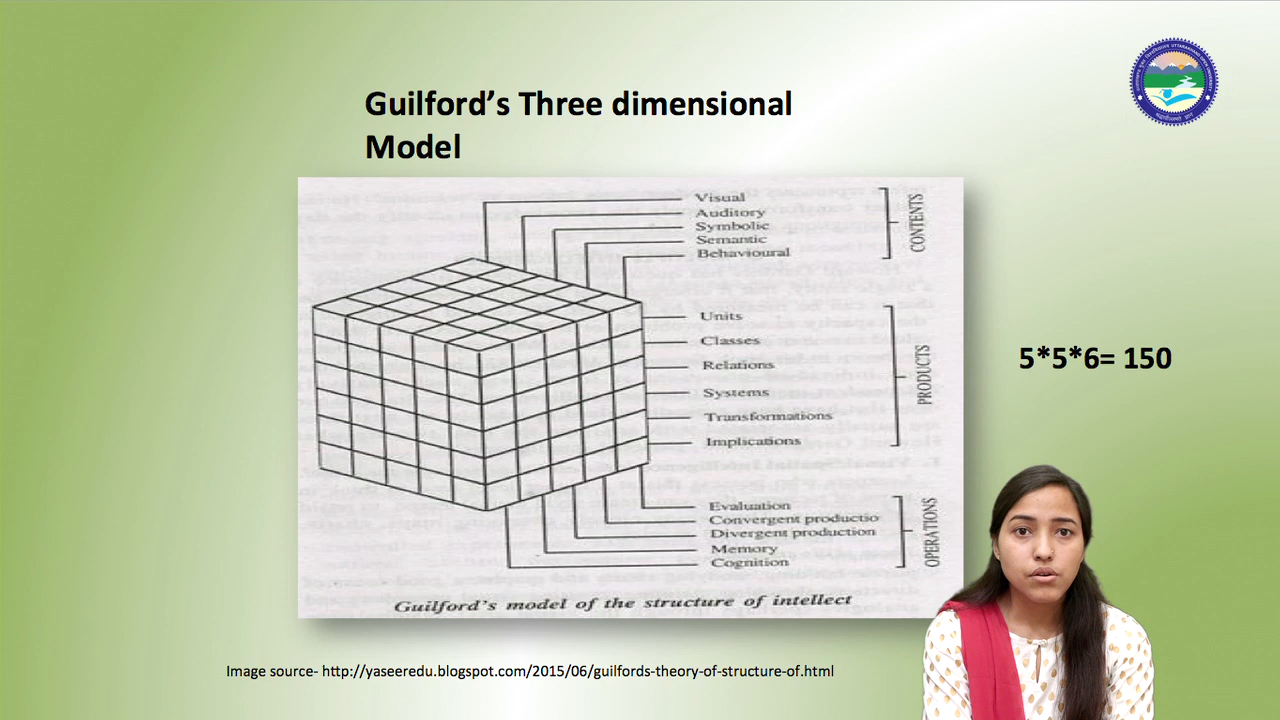 Guilford’s Three dimensional
Model
Visual
Auditory
Symbolic
Semantic
Behavioural
CONTENTS
Units
Classes
Relations
Systems
Transformations
Implications
PRODUCTS
5*5*6= 150
Evaluation
Convergent productio
Divergent production
Memory
Cognition
OPERATIONS
Guilford's model of the structure of intellect
Image source- http://yaseeredu.blogspot.com/2015/06/guilfords-theory-of-structure-of.html